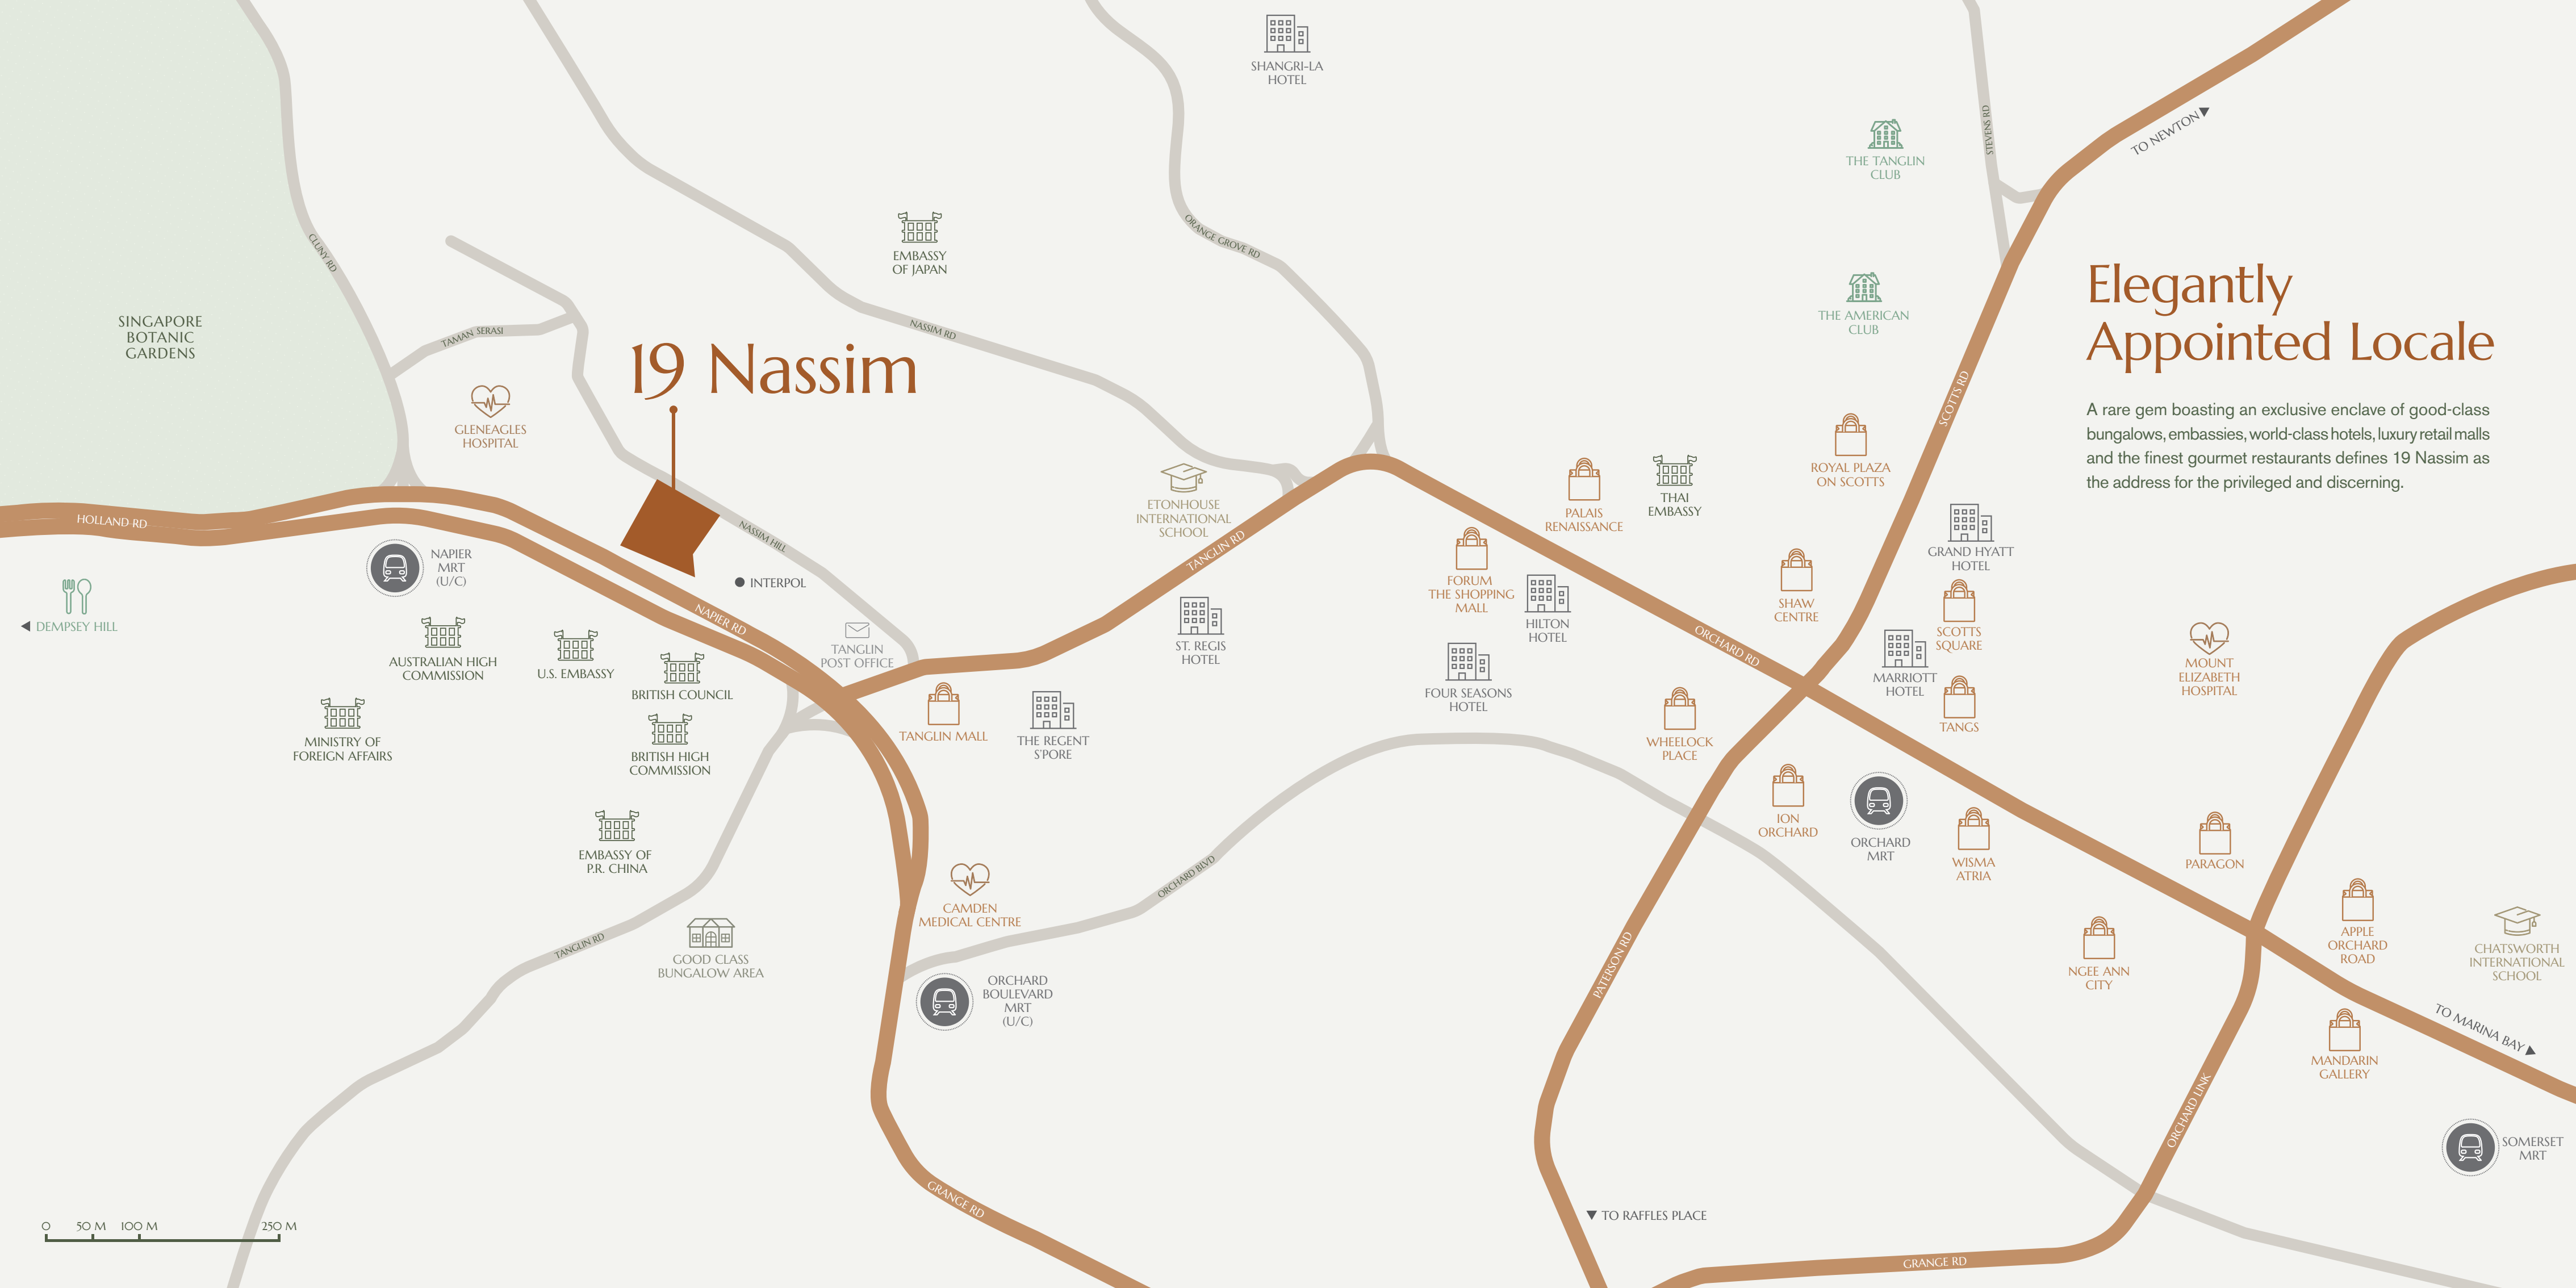 SHANGRI-LA
HOTEL
STEVENS RD
TO NEWTON
THE TANGLIN
CLUB
CLUNY RD
ORANGE GROVE RD
EMBASSY
OF JAPAN
Elegantly
Appointed Locale
THE AMERICAN
CLUB
SINGAPORE
BOTANIC
GARDENS
TAMAN SERASI
NASSIM RD
19 Nassim
SCOTTS RD
A rare gem boasting an exclusive enclave of good-class
bungalows, embassies, world-class hotels, luxury retail malls
and the finest gourmet restaurants defines 19 Nassim as
the address for the privileged and discerning.
GLENEAGLES
HOSPITAL
ROYAL PLAZA
ON SCOTTS
ETONHOUSE
INTERNATIONAL
SCHOOL
PALAIS
RENAISSANCE
THAI
EMBASSY
HOLLAND RD
NASSIM HILL
TANGLIN RD
GRAND HYATT
HOTEL
NAPIER
MRT
(U/C)
INTERPOL
FORUM
THE SHOPPING
MALL
HILTON
HOTEL
SHAW
CENTRE
SCOTTS
SQUARE
DEMPSEY HILL
NAPIER RD
TANGLIN
POST OFFICE
ST. REGIS
HOTEL
ORCHARD RD
AUSTRALIAN HIGH
COMMISSION
U.S. EMBASSY
BRITISH COUNCIL
FOUR SEASONS
HOTEL
MARRIOTT
HOTEL
MOUNT
ELIZABETH
HOSPITAL
MINISTRY OF
FOREIGN AFFAIRS
BRITISH HIGH
COMMISSION
TANGLIN MALL
THE REGENT
S'PORE
WHEELOCK
PLACE
TANGS
ION
ORCHARD
ORCHARD
MRT
WISMA
ATRIA
PARAGON
EMBASSY OF
P.R. CHINA
ORCHARD BLVD
CAMDEN
MEDICAL CENTRE
TANGLIN RD
GOOD CLASS
BUNGALOW AREA
PATERSON RD
NGEE ANN
CITY
APPLE
ORCHARD
ROAD
CHATSWORTH
INTERNATIONAL
SCHOOL
ORCHARD
BOULEVARD
MRT
(U/C)
TO MARINA BAY
MANDARIN
GALLERY
ORCHARD LINK
SOMERSET
MRT
GRANGE RD
TO RAFFLES PLACE
GRANGE RD
0 50 M 100 M 250 M